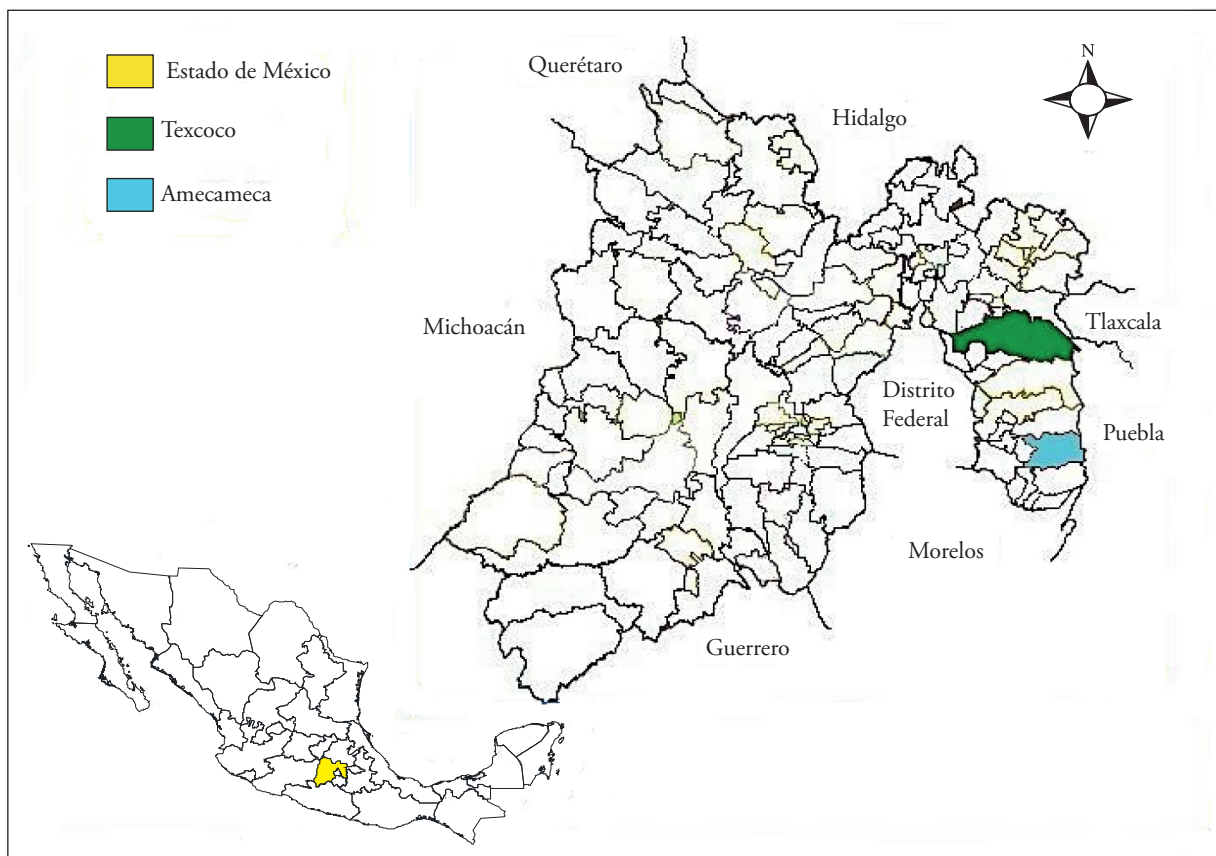 Estado de México
Texcoco
Amecameca
Querétaro
N
Hidalgo
Michoacán
Tlaxcala
Distrito
Federal
Puebla
Morelos
Guerrero